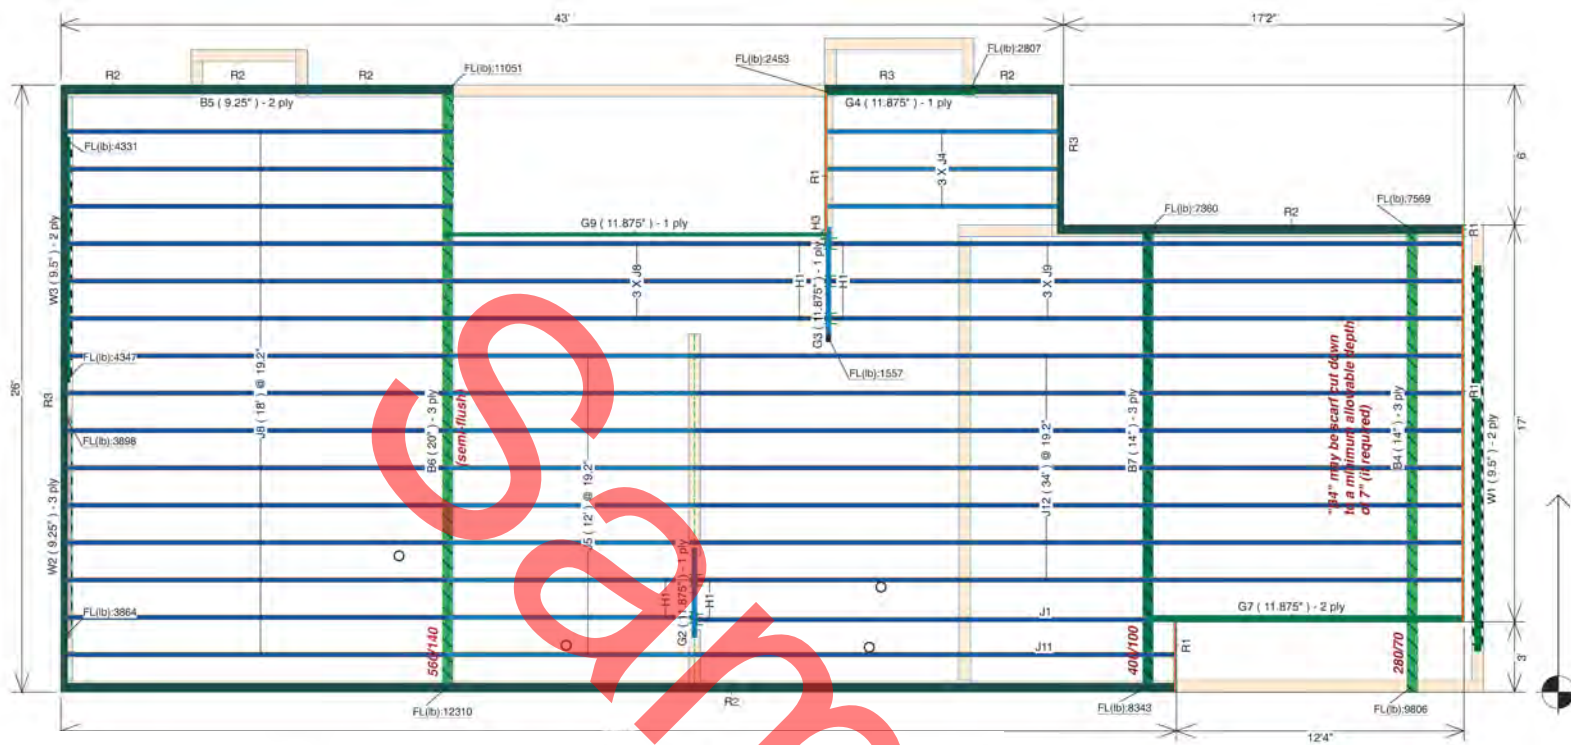 43'
17'2"
FL(lb):11051
FL(lb):2453
FL(lb):2807
R2
R2
R2
R3
R2
B5 ( 9.25" ) - 2 ply
G4 ( 11.875" ) - 1 ply
FL(lb):4331
3 X J4
R3
6'
R1
FL(lb):7360
R2
FL(lb):7569
G9 ( 11.875" ) - 1 ply
H3
R1
W3 ( 9.5" ) - 2 ply
3 X J8
H1
G3 ( 11.875" ) - 1 ply
H1
3 X J9
FL(lb):4347
FL(lb):1557
26'
R3
J8 ( 18' ) @ 19.2"
B6 ( 20" ) - 3 ply
(semi-flush)
"B4" may be scarf cut down
to a minimum allowable depth
of 7" (if required)
B7 ( 14" ) - 3 ply
B4 ( 14" ) - 3 ply
R1
W1 ( 9.5" ) - 2 ply
17'
FL(lb):3898
W2 ( 9.25" ) - 3 ply
J5 ( 12' ) @ 19.2"
J12 ( 34' ) @ 19.2"
H1
G2 ( 11.875" ) - 1 ply
H1
FL(lb):3864
J1
G7 ( 11.875" ) - 2 ply
560/140
J11
400/100
R1
280/70
3'
FL(lb):12310
R2
FL(lb):8343
FL(lb):9806
12'4"
Sam